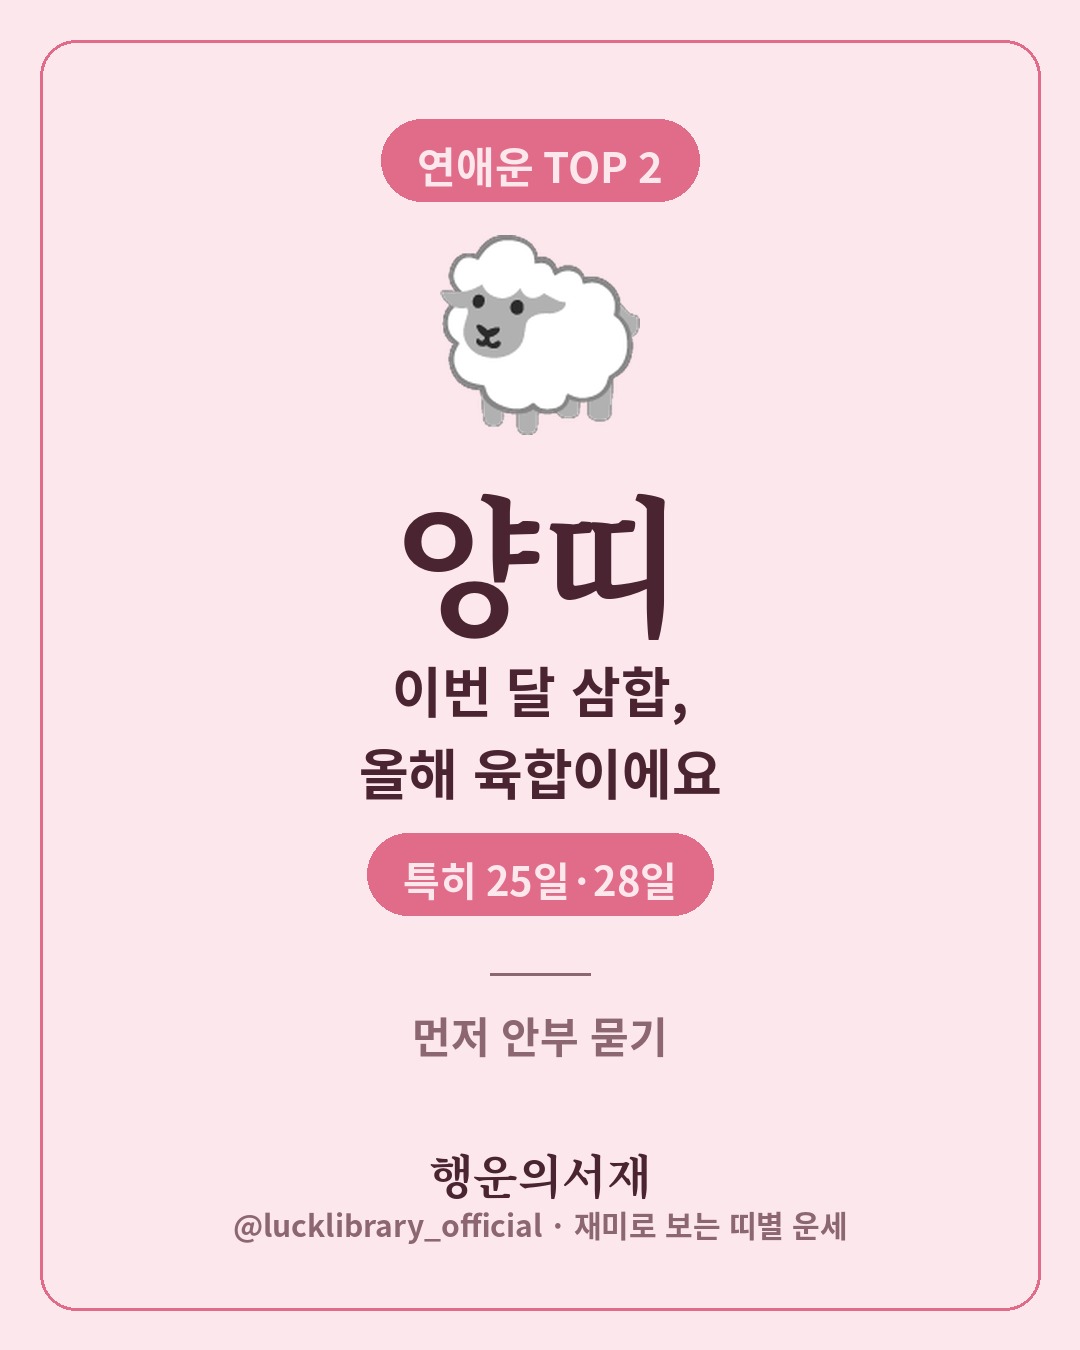 연애운 TOP 2
양띠
이번 달 삼합,
올해 육합이에요
특히 25일·28일
먼저 안부 묻기
행운의서재
@lucklibrary_official · 재미로 보는 띠별 운세